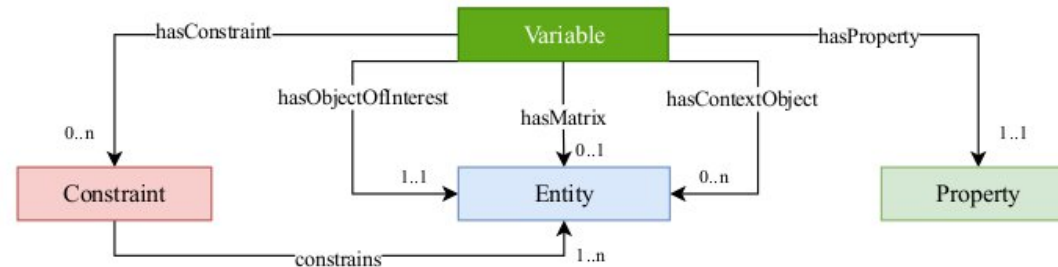 Variable
hasConstraint
hasProperty
hasObjectOfInterest
hasContextObject
hasMatrix
0..n
0..1
1..1
1..1
0..n
Constraint
Entity
Property
constrains
1..n